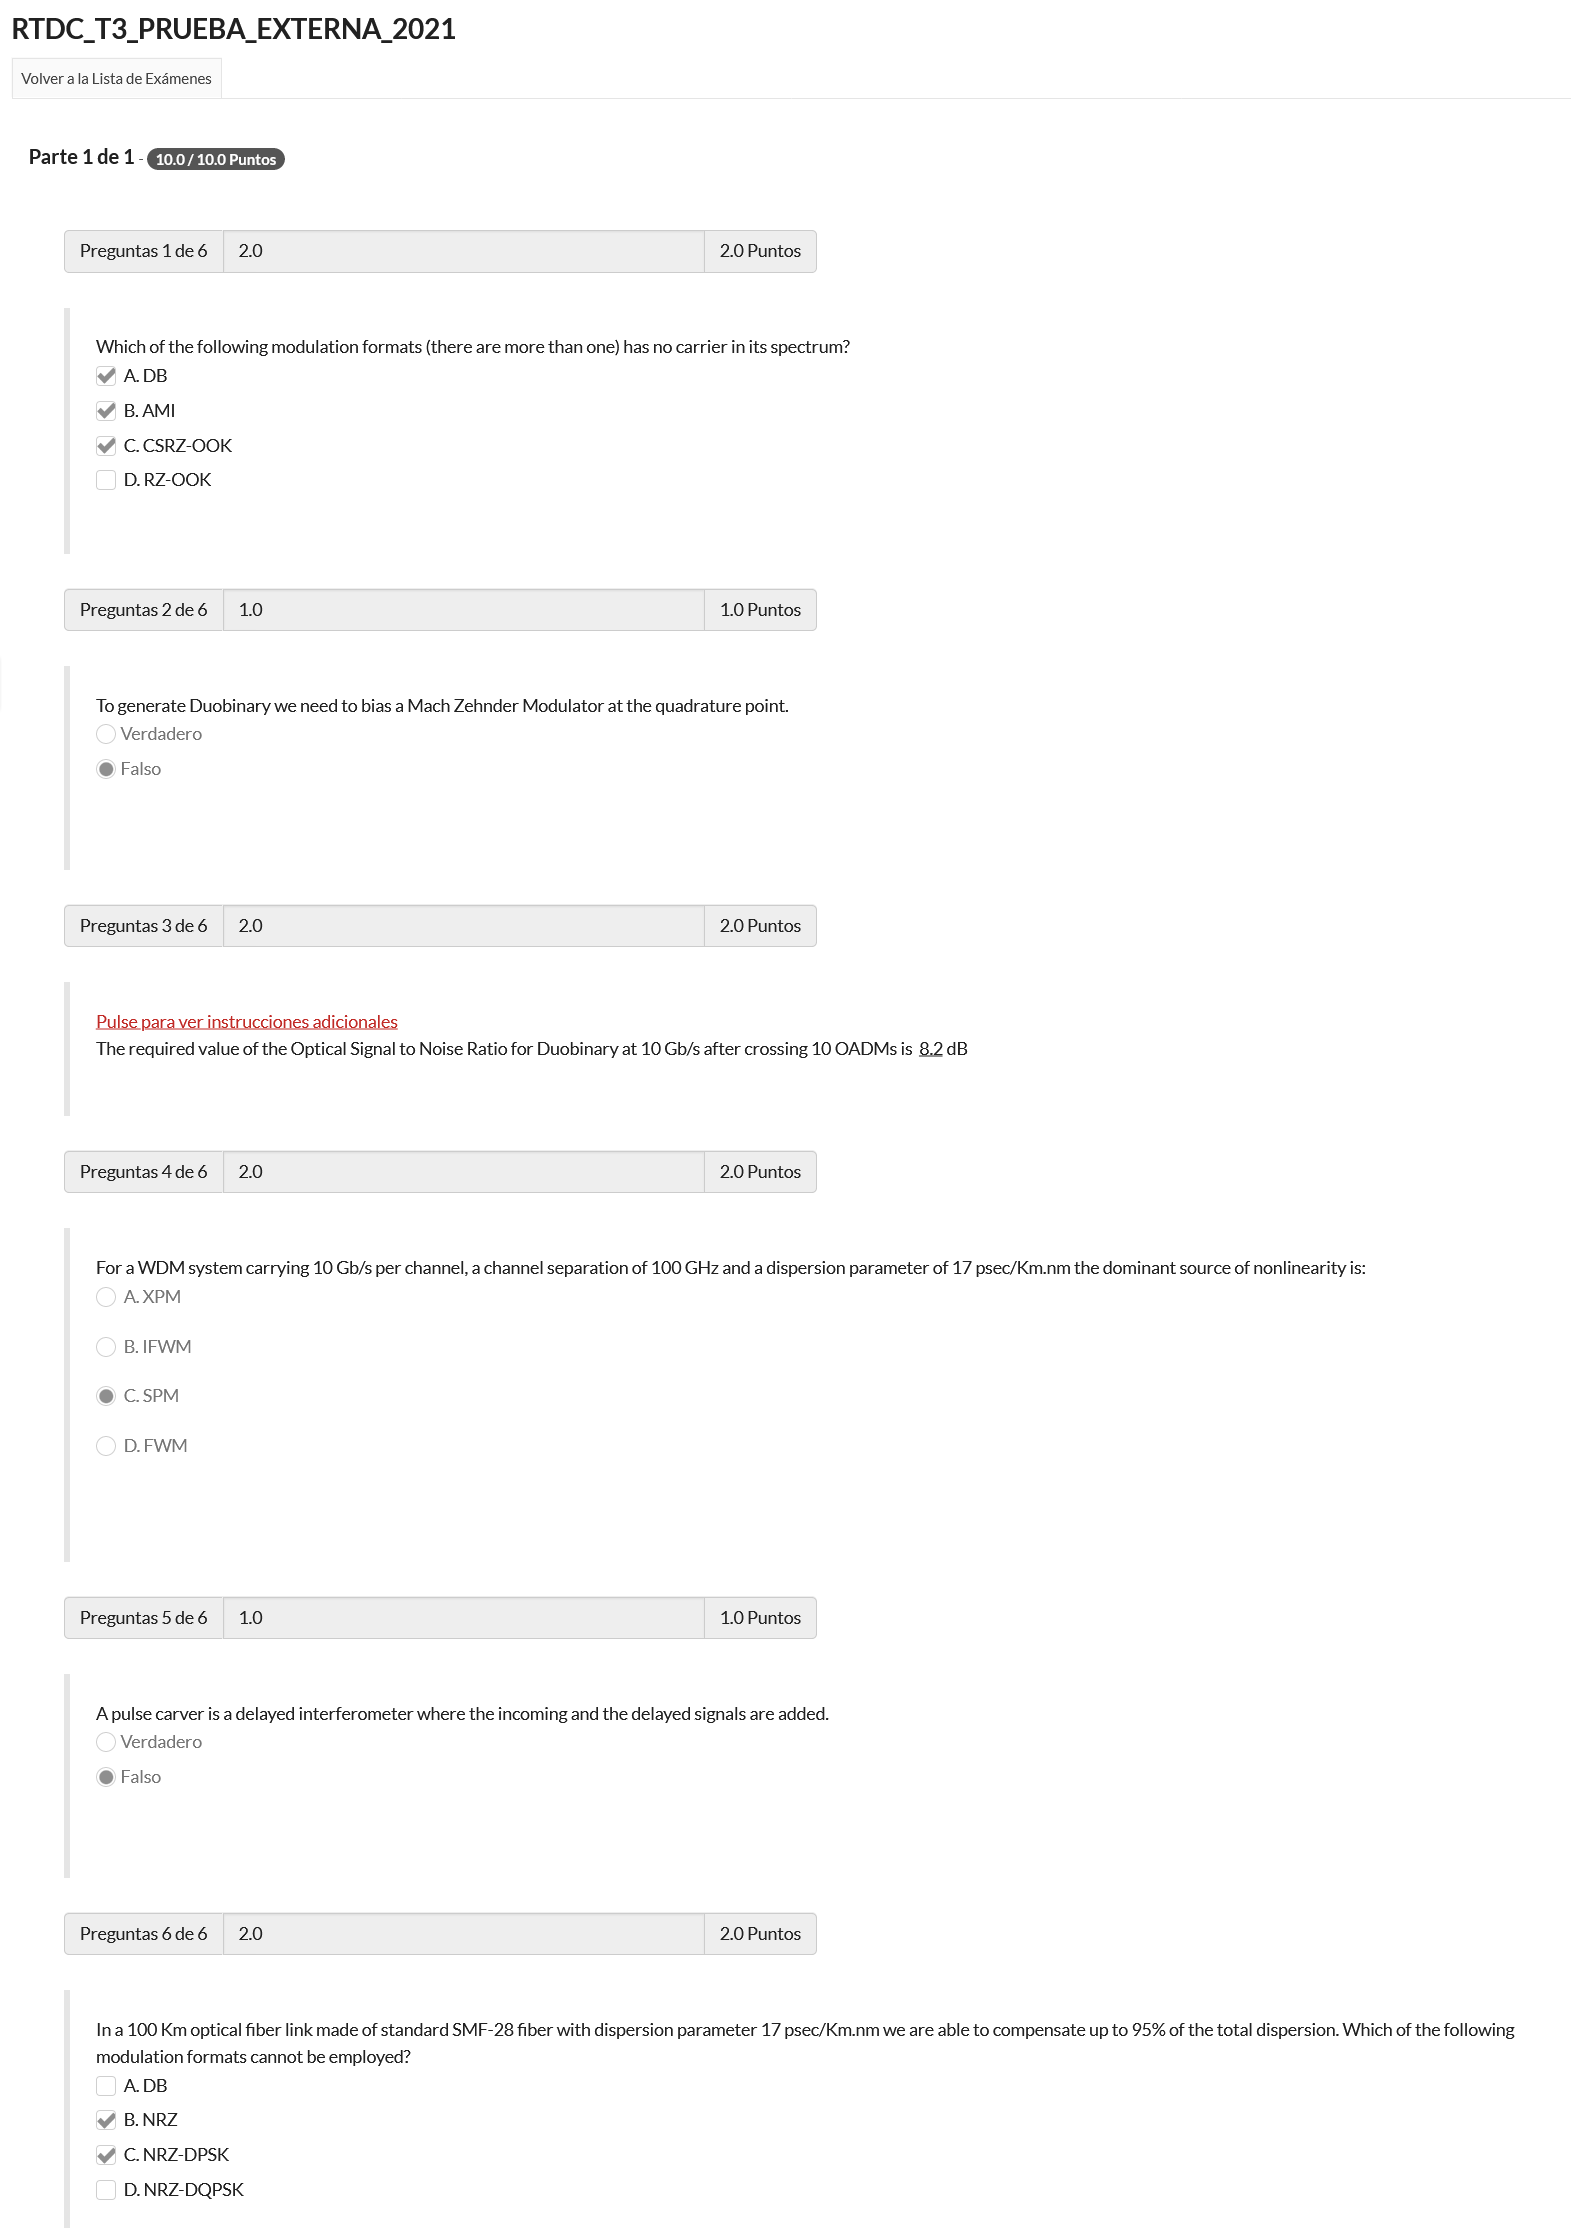 RTDC_T3_PRUEBA_EXTERNA_2021
Volver a la Lista de Exámenes
Parte 1 de 1 - 10.0 / 10.0 Puntos
Preguntas 1 de 6 2.0 2.0 Puntos
Which of the following modulation formats (there are more than one) has no carrier in its spectrum?
A. DB
B. AMI
C. CSRZ-OOK
D. RZ-OOK
Preguntas 2 de 6 1.0 1.0 Puntos
To generate Duobinary we need to bias a Mach Zehnder Modulator at the quadrature point.
Verdadero
Falso
Preguntas 3 de 6 2.0 2.0 Puntos
Pulse para ver instrucciones adicionales
The required value of the Optical Signal to Noise Ratio for Duobinary at 10 Gb/s after crossing 10 OADMs is 8.2 dB
Preguntas 4 de 6 2.0 2.0 Puntos
For a WDM system carrying 10 Gb/s per channel, a channel separation of 100 GHz and a dispersion parameter of 17 psec/Km.nm the dominant source of nonlinearity is:
A. XPM
B. IFWM
C. SPM
D. FWM
Preguntas 5 de 6 1.0 1.0 Puntos
A pulse carver is a delayed interferometer where the incoming and the delayed signals are added.
Verdadero
Falso
Preguntas 6 de 6 2.0 2.0 Puntos
In a 100 Km optical fiber link made of standard SMF-28 fiber with dispersion parameter 17 psec/Km.nm we are able to compensate up to 95% of the total dispersion. Which of the following
modulation formats cannot be employed?
A. DB
B. NRZ
C. NRZ-DPSK
D. NRZ-DQPSK